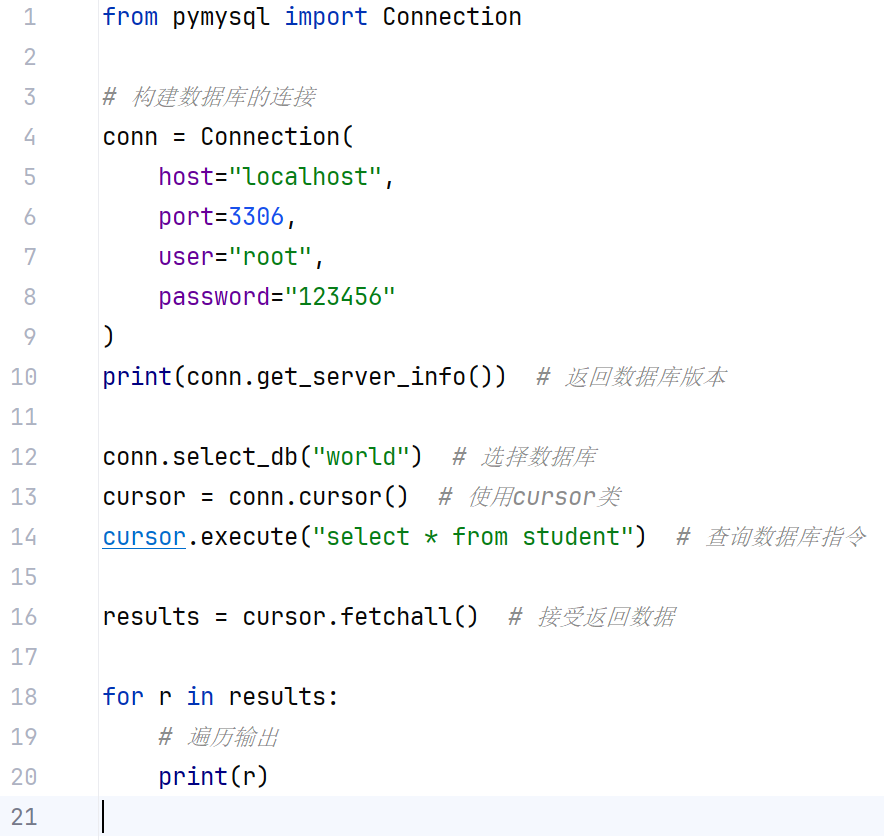 1 from pymysql import Connection
2
3 # 构建数据库的连接
4 conn = Connection(
5     host="localhost",
6     port=3306,
7     user="root",
8     password="123456"
9 )
10 print(conn.get_server_info())  # 返回数据库版本
11
12 conn.select_db("world")  # 选择数据库
13 cursor = conn.cursor()  # 使用cursor类
14 cursor.execute("select * from student")  # 查询数据库指令
15
16 results = cursor.fetchall()  # 接受返回数据
17
18 for r in results:
19     # 遍历输出
20     print(r)
21